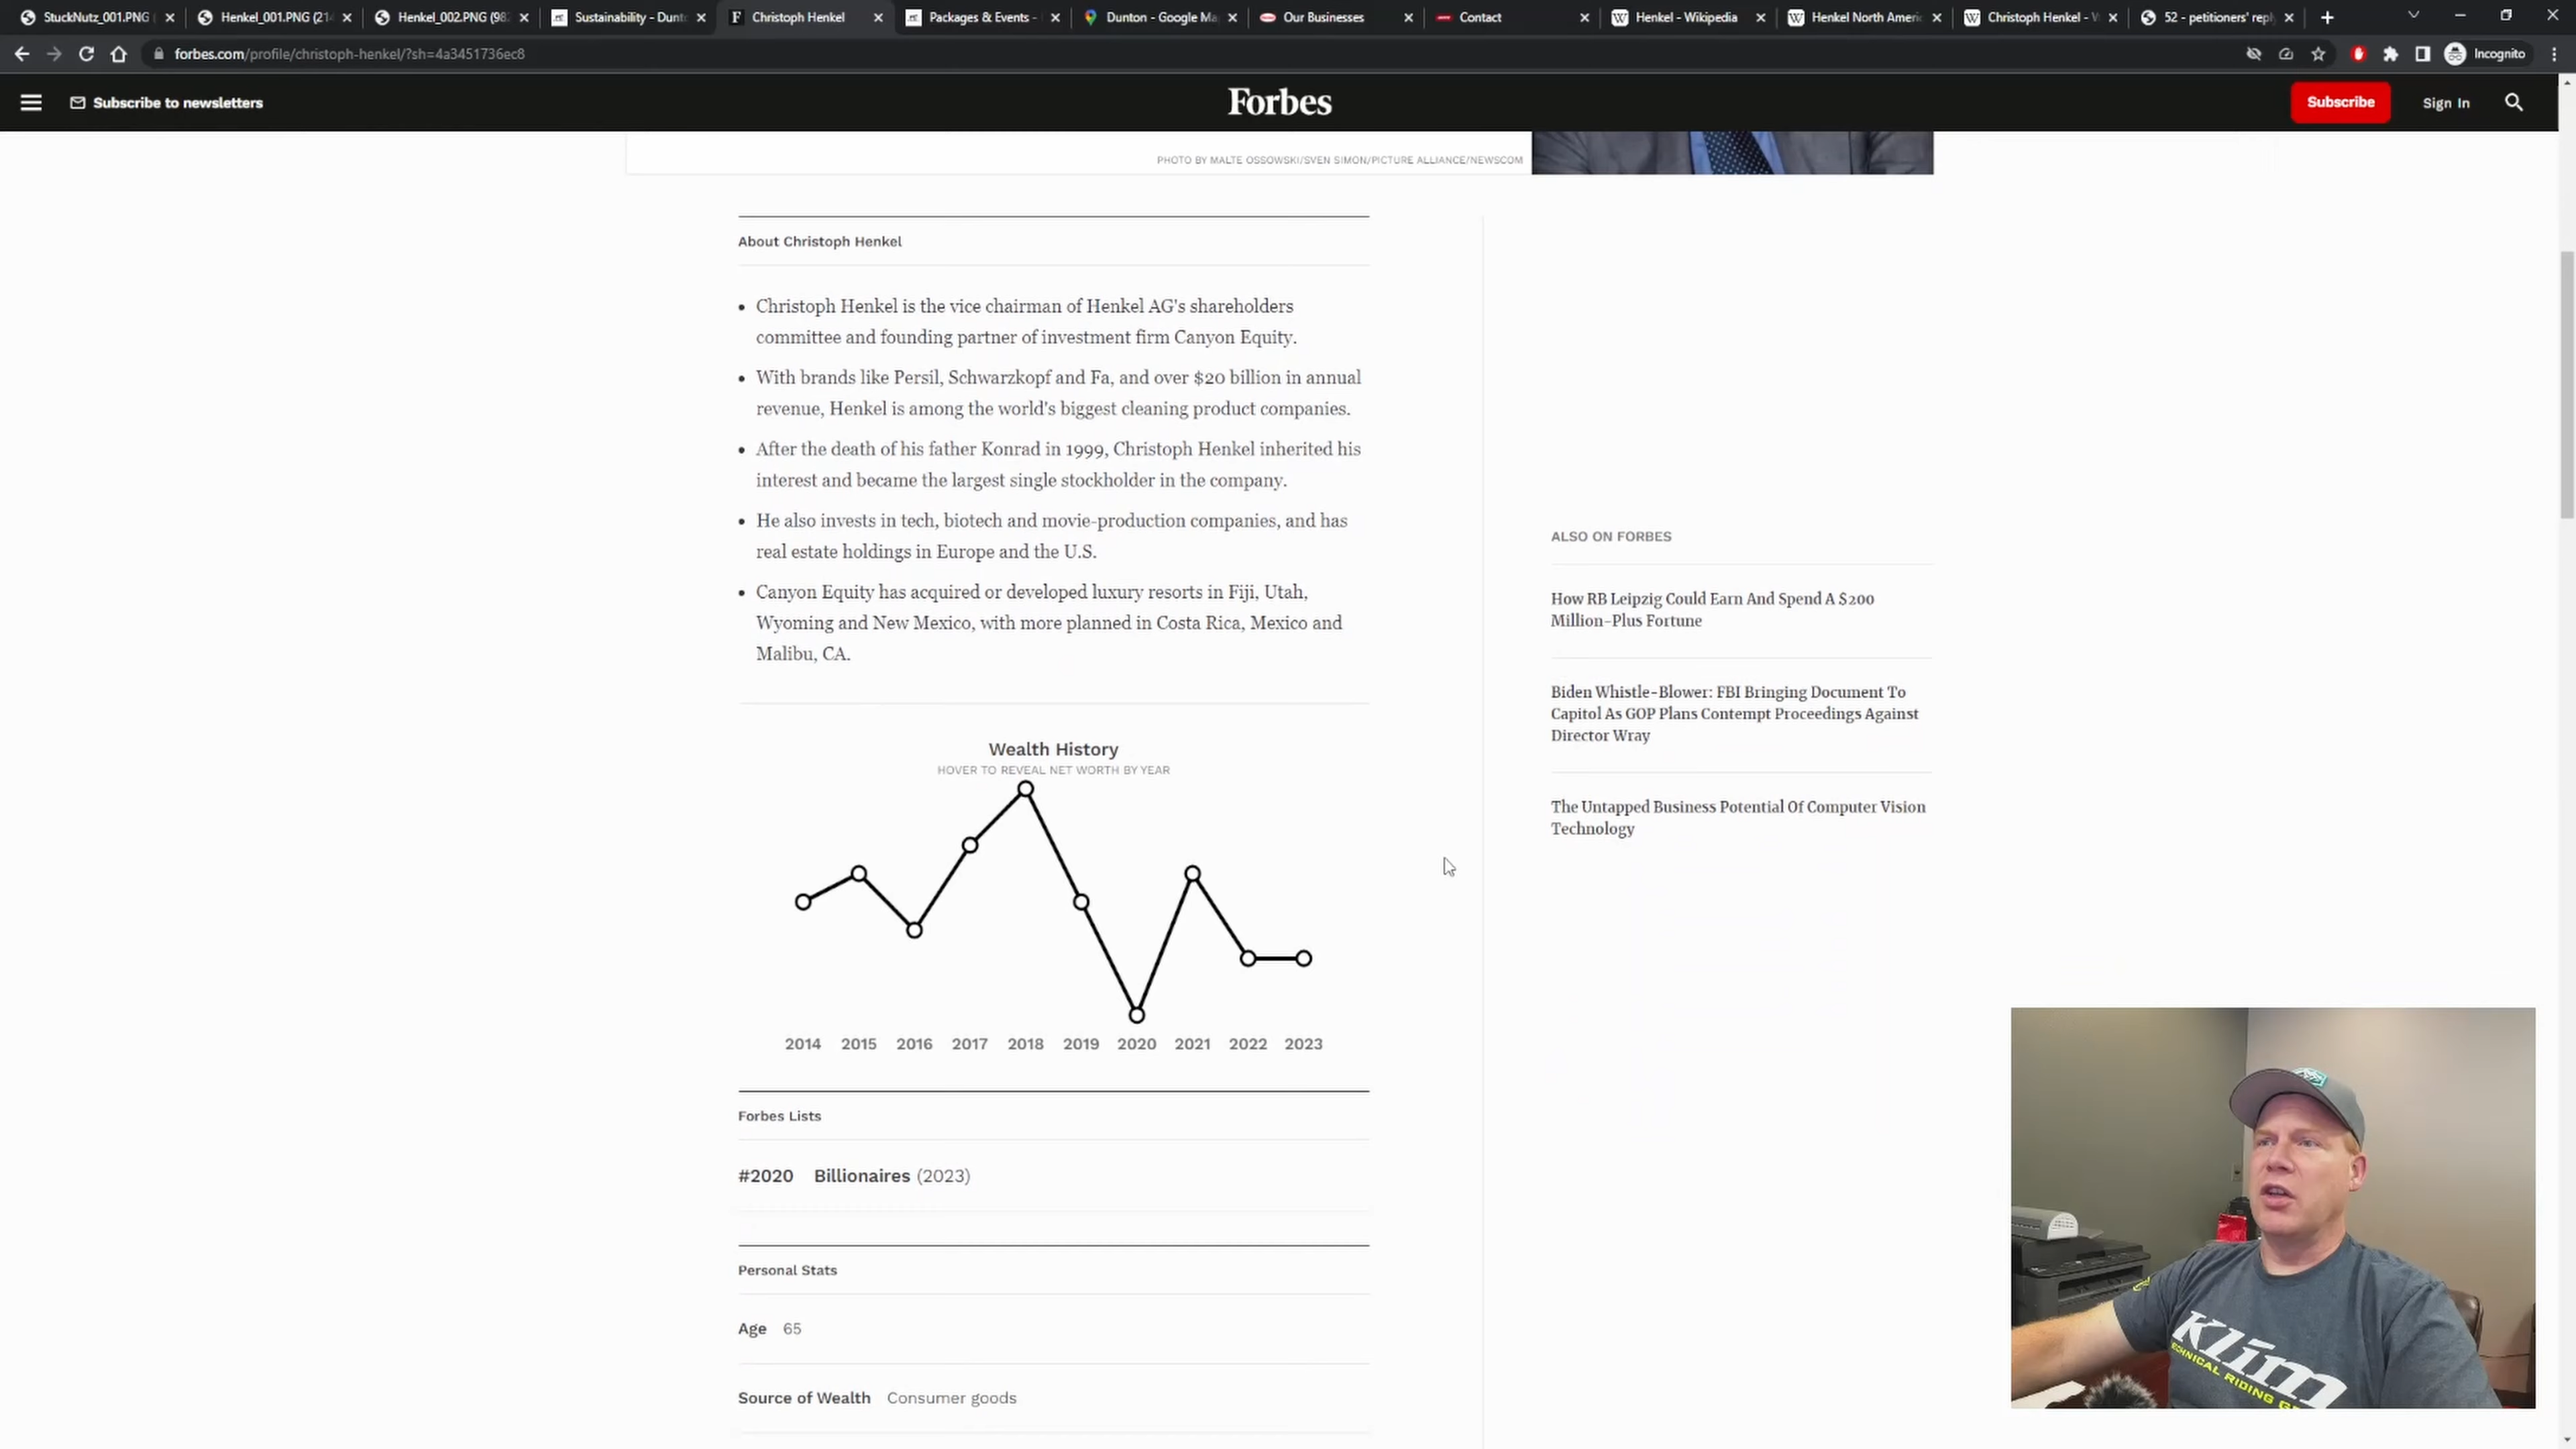 StuckNutz_001.PNG
Henkel_001.PNG (214
Henkel_002.PNG (98
Sustainability - Dunt
Christoph Henkel
Packages & Events -
Dunton - Google Ma
Our Businesses
Contact
Henkel - Wikipedia
Henkel North Ameri
Christoph Henkel - W
52 - petitioners' repl
forbes.com/profile/christoph-henkel/?sh=4a3451736ec8
Incognito
Subscribe to newsletters
Forbes
Subscribe
Sign In
PHOTO BY MALTE OSSOWSKI/SVEN SIMON/PICTURE ALLIANCE/NEWSCOM
About Christoph Henkel
• Christoph Henkel is the vice chairman of Henkel AG's shareholders
committee and founding partner of investment firm Canyon Equity.
• With brands like Persil, Schwarzkopf and Fa, and over $20 billion in annual
revenue, Henkel is among the world's biggest cleaning product companies.
• After the death of his father Konrad in 1999, Christoph Henkel inherited his
interest and became the largest single stockholder in the company.
• He also invests in tech, biotech and movie-production companies, and has
real estate holdings in Europe and the U.S.
• Canyon Equity has acquired or developed luxury resorts in Fiji, Utah,
Wyoming and New Mexico, with more planned in Costa Rica, Mexico and
Malibu, CA.
Wealth History
HOVER TO REVEAL NET WORTH BY YEAR
2014 2015 2016 2017 2018 2019 2020 2021 2022 2023
Forbes Lists
#2020 Billionaires (2023)
Personal Stats
Age 65
Source of Wealth Consumer goods
ALSO ON FORBES
How RB Leipzig Could Earn And Spend A $200
Million-Plus Fortune
Biden Whistle-Blower: FBI Bringing Document To
Capitol As GOP Plans Contempt Proceedings Against
Director Wray
The Untapped Business Potential Of Computer Vision
Technology
Klim
TECHNICAL RIDING GE